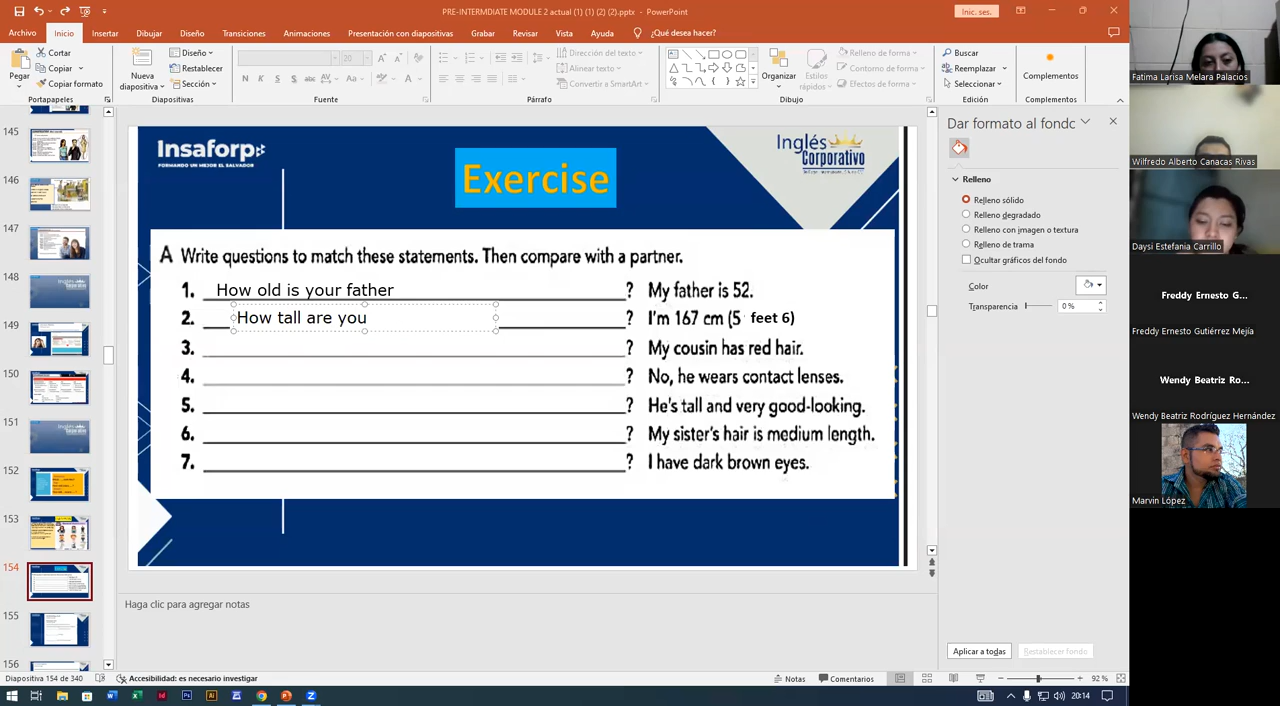 PRE-INTERMDIATE MODULE 2 actual (1) (1) (2) (2).pptx - PowerPoint
Inic. ses.
Archivo Inicio Insertar Dibujar Diseño Transiciones Animaciones Presentación con diapositivas Grabar Revisar Vista Ayuda ¿Qué desea hacer?
Pegar
Cortar
Copiar
Copiar formato
Portapapeles
Nueva diapositiva
Diseño
Restablecer
Sección
Diapositivas
20
N K S S abc AV Aa A
Fuente
Dirección del texto
Alinear texto
Convertir a SmartArt
Párrafo
Organizar
Estilos rápidos
Relleno de forma
Contorno de forma
Efectos de forma
Dibujo
Buscar
Reemplazar
Seleccionar
Edición
Complementos
Complementos
145
146
147
148
149
150
151
152
153
154
155
156
Insaforp
FORMANDO UN MEJOR EL SALVADOR
Exercise
Inglés
Corporativo
A Write questions to match these statements. Then compare with a partner.
1. How old is your father ? My father is 52.
2. How tall are you ? I'm 167 cm (5 feet 6)
3. ? My cousin has red hair.
4. ? No, he wears contact lenses.
5. ? He's tall and very good-looking.
6. ? My sister's hair is medium length.
7. ? I have dark brown eyes.
Haga clic para agregar notas
Dar formato al fondo
Relleno
Relleno sólido
Relleno degradado
Relleno con imagen o textura
Relleno de trama
Ocultar gráficos del fondo
Color
Transparencia 0 %
Aplicar a todas
Restablecer fondo
Diapositiva 154 de 340
Accesibilidad: es necesario investigar
Notas
Comentarios
92 %
20:14
Fatima Larisa Melara Palacios
Wilfredo Alberto Canacas Rivas
Daysi Estefania Carrillo
Freddy Ernesto G...
Freddy Ernesto Gutiérrez Mejía
Wendy Beatriz Ro...
Wendy Beatriz Rodríguez Hernández
Marvin López